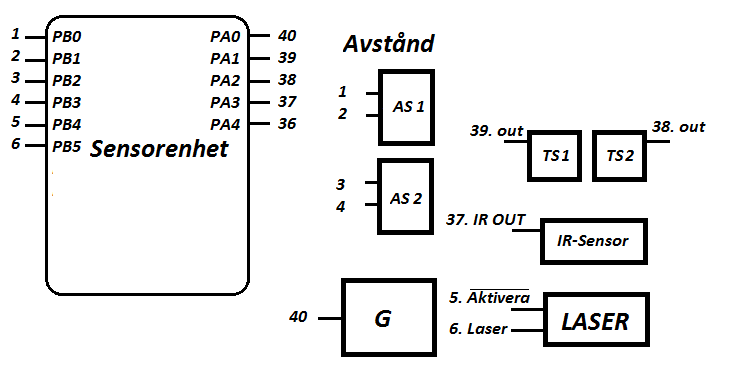 1 PB0 PA0 40
2 PB1 PA1 39
3 PB2 PA2 38
4 PB3 PA3 37
5 PB4 PA4 36
6 PB5
Sensorenhet
Avstånd
1
2
AS 1
3
4
AS 2
39. out
TS1
TS2
38. out
37. IR OUT
IR-Sensor
40
G
5. Aktivera
6. Laser
LASER